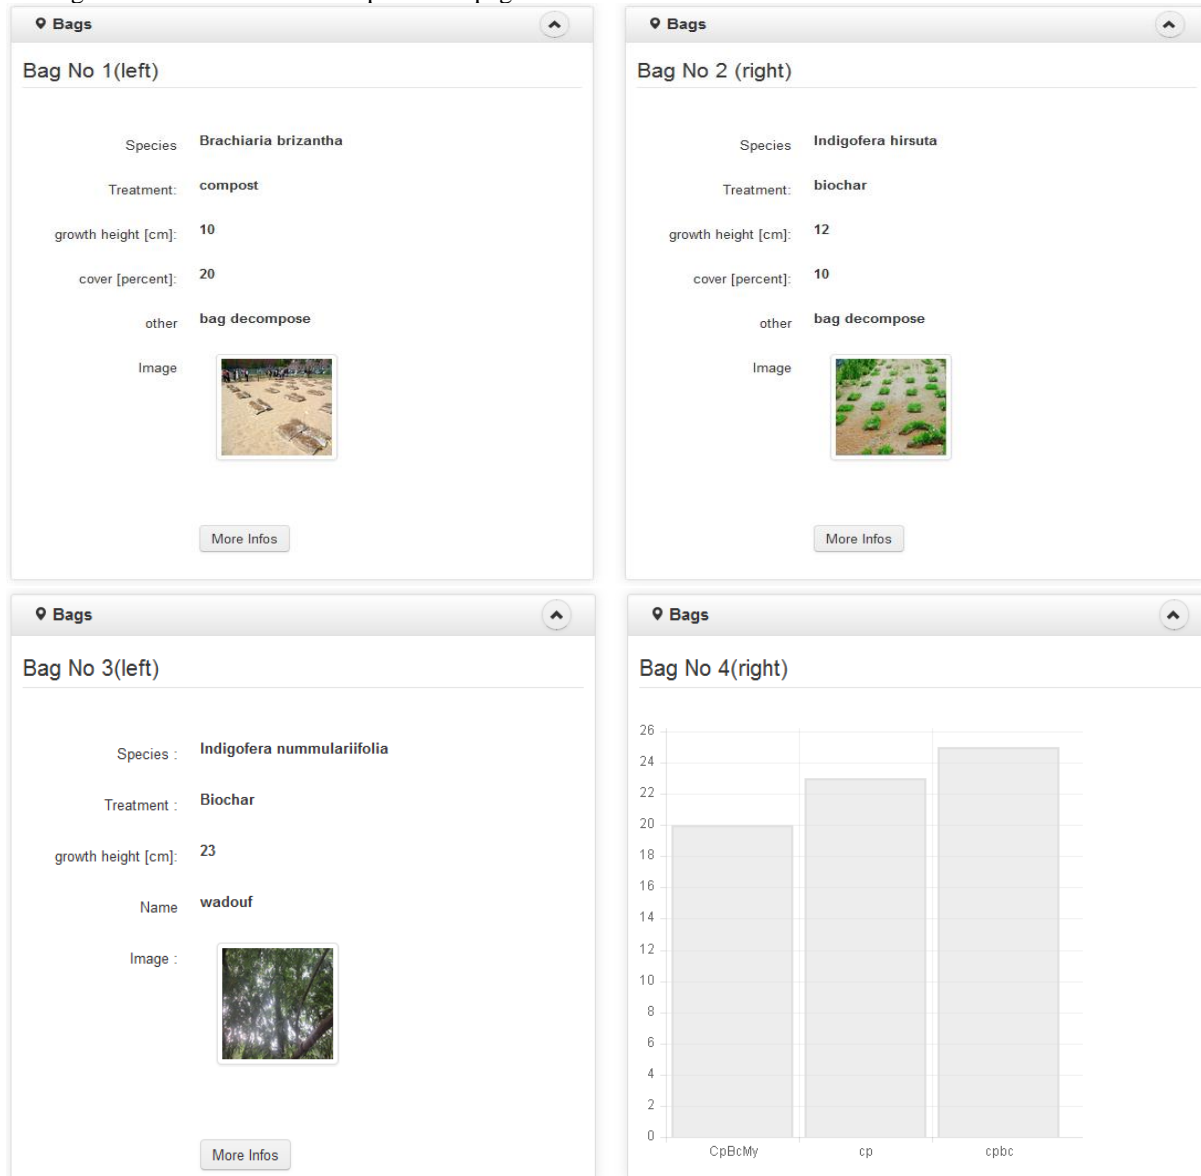 Bags
Bag No 1(left)
Species Brachiaria brizantha
Treatment: compost
growth height [cm]: 10
cover [percent]: 20
other bag decompose
Image
More Infos
Bags
Bag No 2 (right)
Species Indigofera hirsuta
Treatment: biochar
growth height [cm]: 12
cover [percent]: 10
other bag decompose
Image
More Infos
Bags
Bag No 3(left)
Species : Indigofera nummulariifolia
Treatment : Biochar
growth height [cm]: 23
Name wadouf
Image :
More Infos
Bags
Bag No 4(right)
26
24
22
20
18
16
14
12
10
8
6
4
2
0
CpBcMy cp cpbc